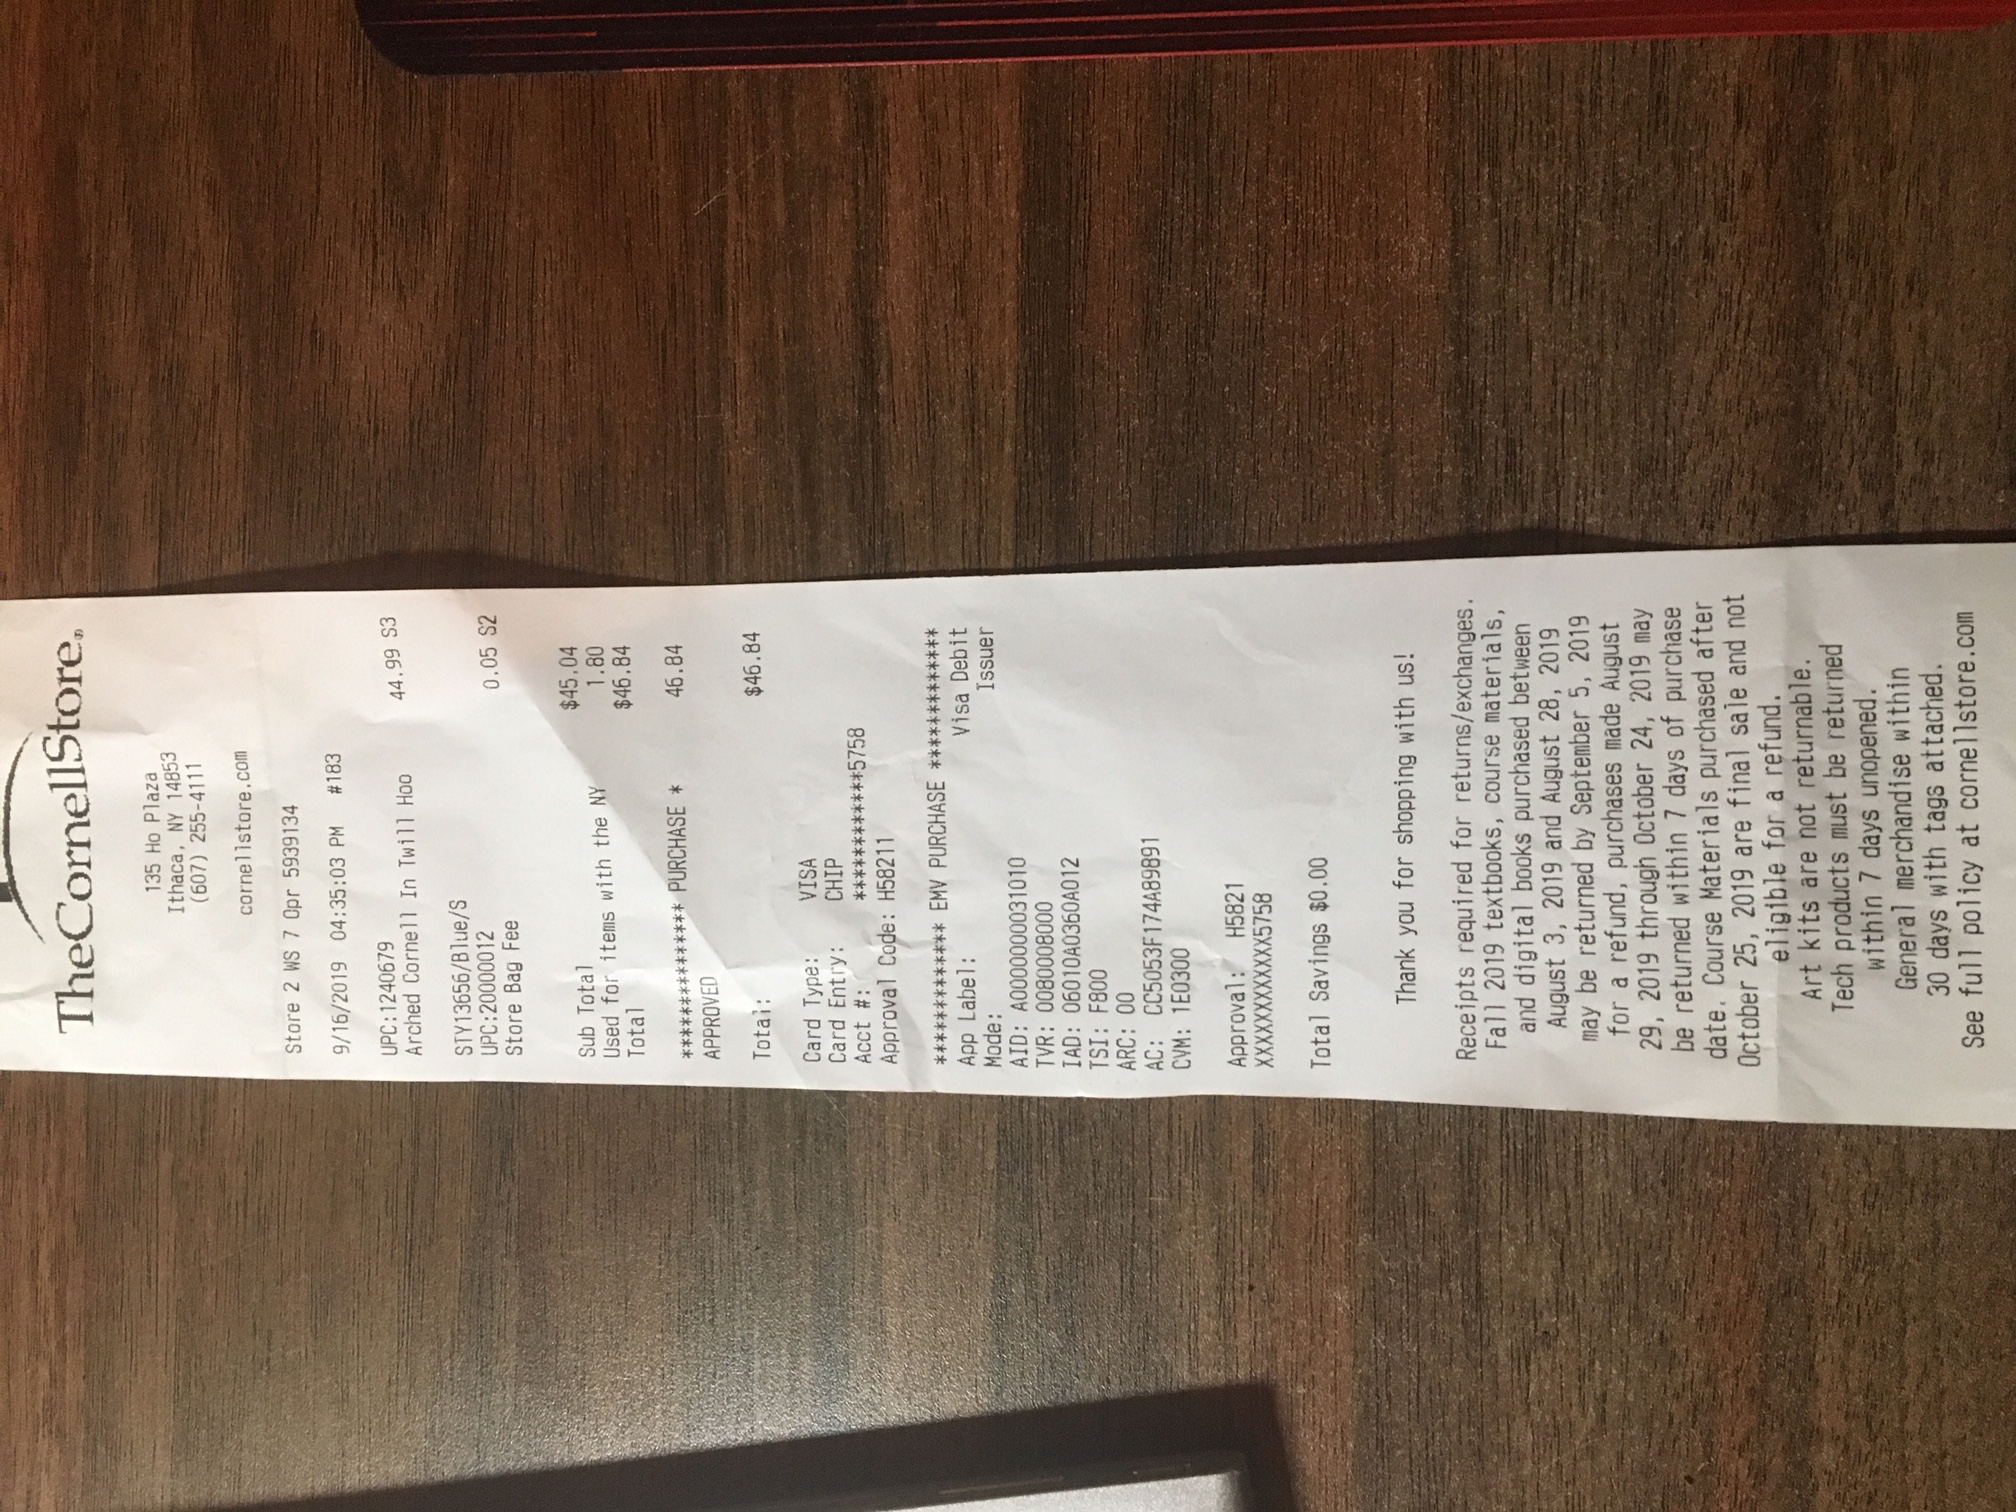 TheCornellStore®
135 Ho Plaza
Ithaca, NY 14853
(607) 255-4111
cornellstore.com
Store 2 WS 7 Opr 5939134
9/16/2019 04:35:03 PM #183
UPC:1240679
Arched Cornell In Twill Hoo 44.99 S3
STY13656/Blue/S
UPC:20000012
Store Bag Fee 0.05 S2
Sub Total $45.04
Used for items with the NY 1.80
Total $46.84
*************** PURCHASE * 46.84
APPROVED
Total: $46.84
Card Type: VISA
Card Entry: CHIP
Acct #: ************5758
Approval Code: H58211
************* EMV PURCHASE *************
App Label: Visa Debit
Mode: Issuer
AID: A0000000031010
TVR: 0080008000
IAD: 06010A0360A012
TSI: F800
ARC: 00
AC: CC5053F174A89891
CVM: 1E0300
Approval: H5821
XXXXXXXXXXXX5758
Total Savings $0.00
Thank you for shopping with us!
Receipts required for returns/exchanges.
Fall 2019 textbooks, course materials,
and digital books purchased between
August 3, 2019 and August 28, 2019
may be returned by September 5, 2019
for a refund, purchases made August
29, 2019 through October 24, 2019 may
be returned within 7 days of purchase
date. Course Materials purchased after
October 25, 2019 are final sale and not
eligible for a refund.
Art kits are not returnable.
Tech products must be returned
within 7 days unopened.
General merchandise within
30 days with tags attached.
See full policy at cornellstore.com